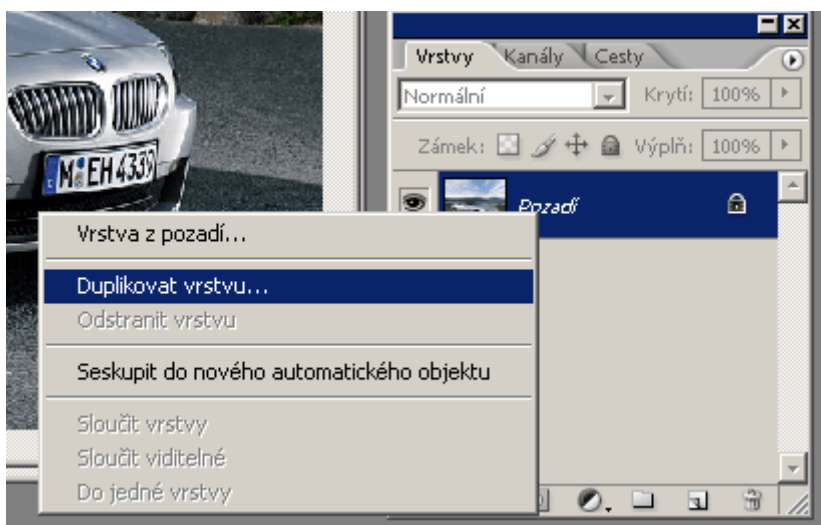 Vrstvy Kanály Cesty
Normální Krytí: 100%
Zámek: Výplň: 100%
Pozadí
M EH 4339
Vrstva z pozadí...
Duplikovat vrstvu...
Odstranit vrstvu
Seskupit do nového automatického objektu
Sloučit vrstvy
Sloučit viditelné
Do jedné vrstvy